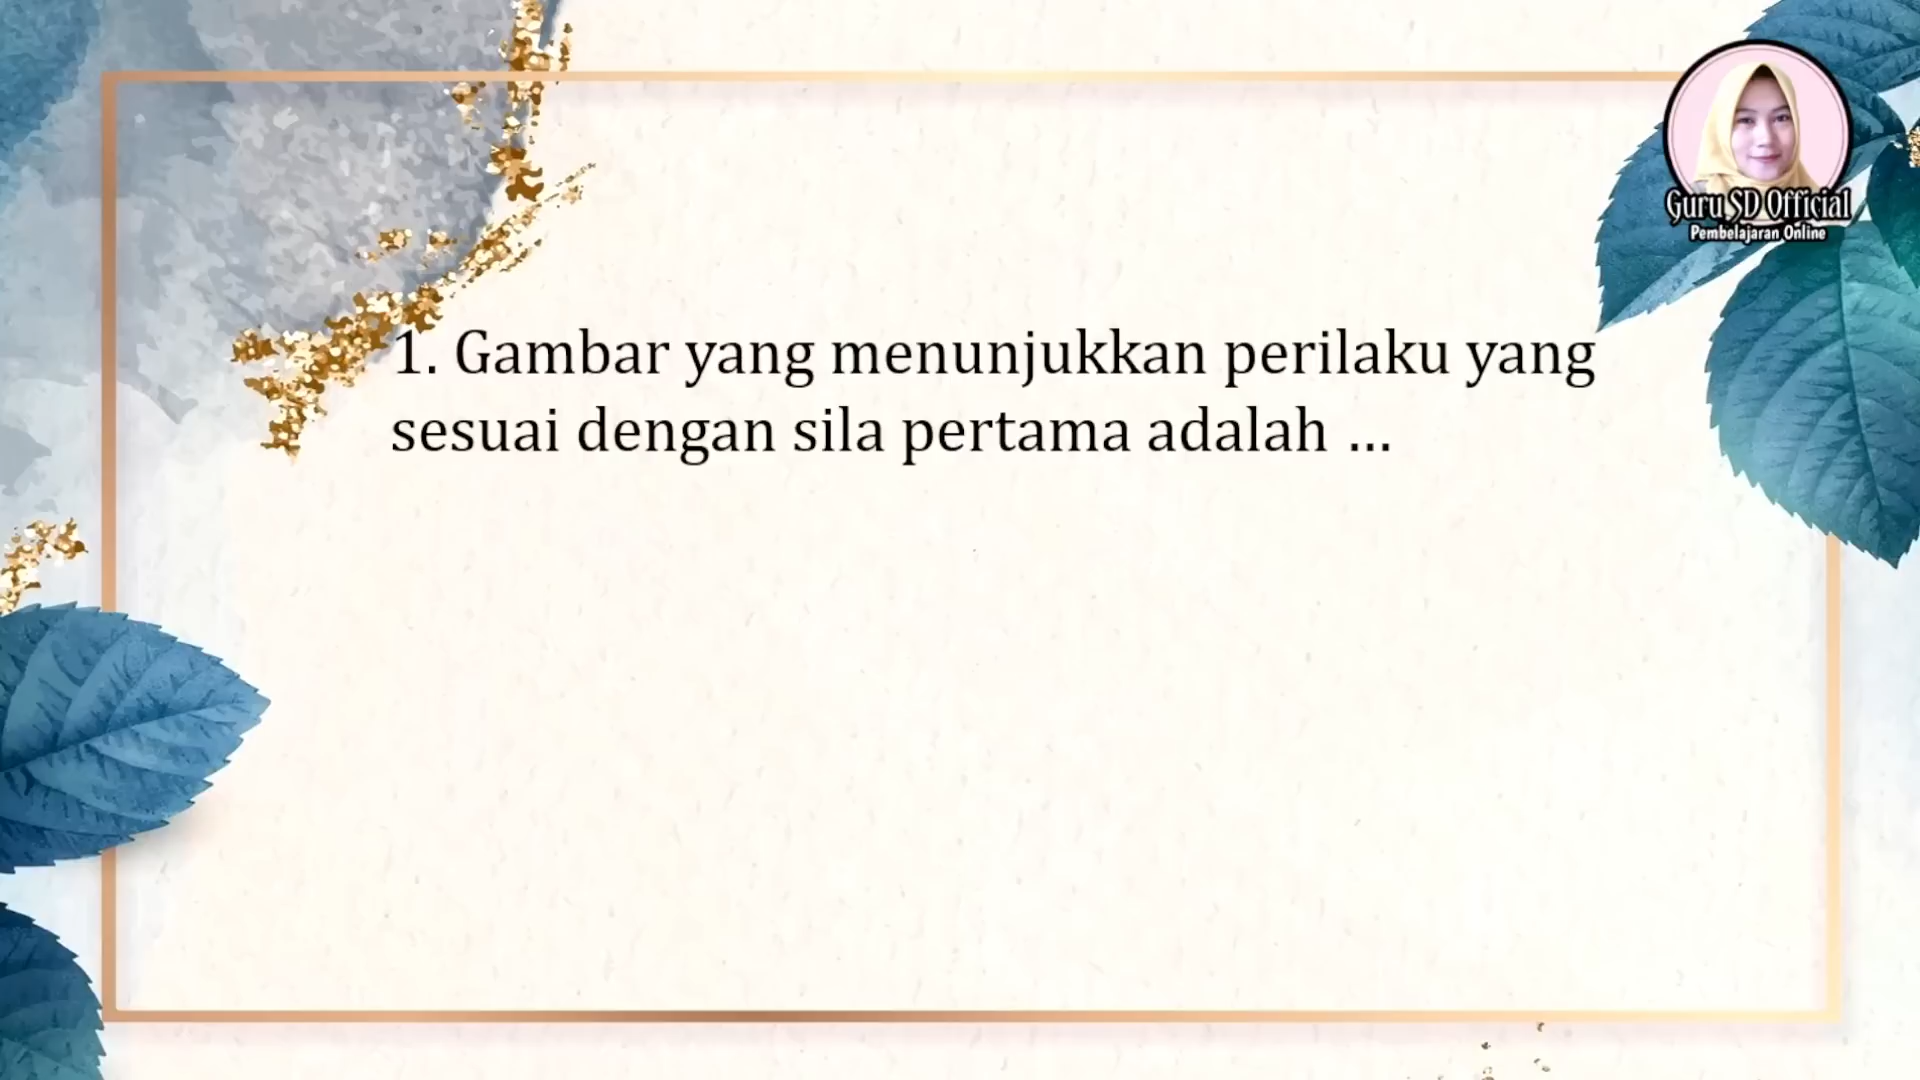 Guru SD Official
Pembelajaran Online
1. Gambar yang menunjukkan perilaku yang
sesuai dengan sila pertama adalah ...